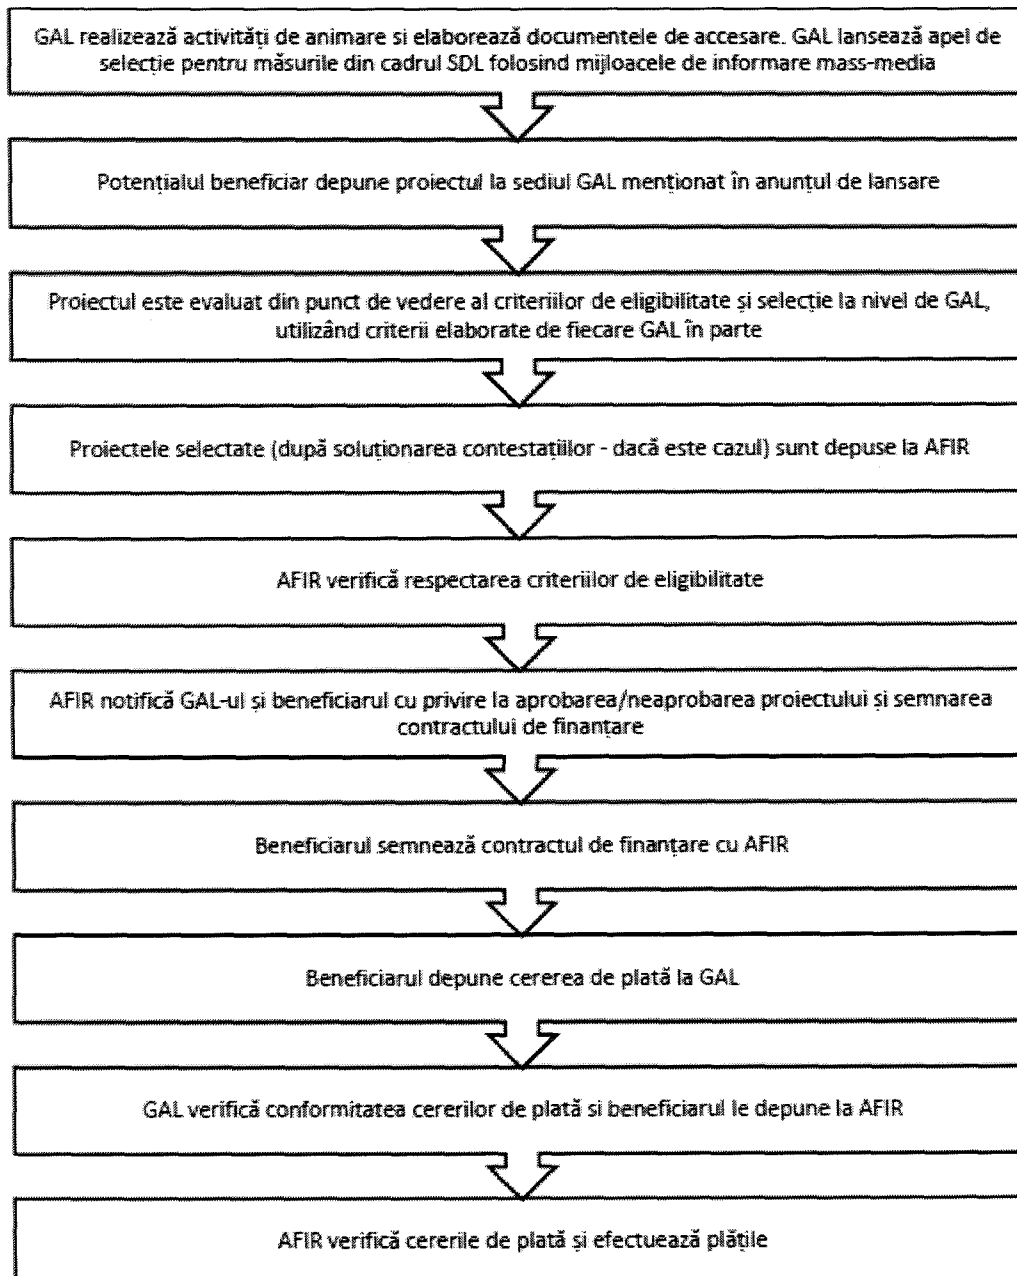 GAL realizează activități de animare si elaborează documentele de accesare. GAL lansează apel de
selecție pentru măsurile din cadrul SDL folosind mijloacele de informare mass-media
Potențialul beneficiar depune proiectul la sediul GAL menționat în anunțul de lansare
Proiectul este evaluat din punct de vedere al criteriilor de eligibilitate și selecție la nivel de GAL,
utilizând criterii elaborate de fiecare GAL în parte
Proiectele selectate (după soluționarea contestațiilor - dacă este cazul) sunt depuse la AFIR
AFIR verifică respectarea criteriilor de eligibilitate
AFIR notifică GAL-ul și beneficiarul cu privire la aprobarea/neaprobarea proiectului și semnarea
contractului de finanțare
Beneficiarul semnează contractul de finanțare cu AFIR
Beneficiarul depune cererea de plată la GAL
GAL verifică conformitatea cererilor de plată si beneficiarul le depune la AFIR
AFIR verifică cererile de plată și efectuează plățile